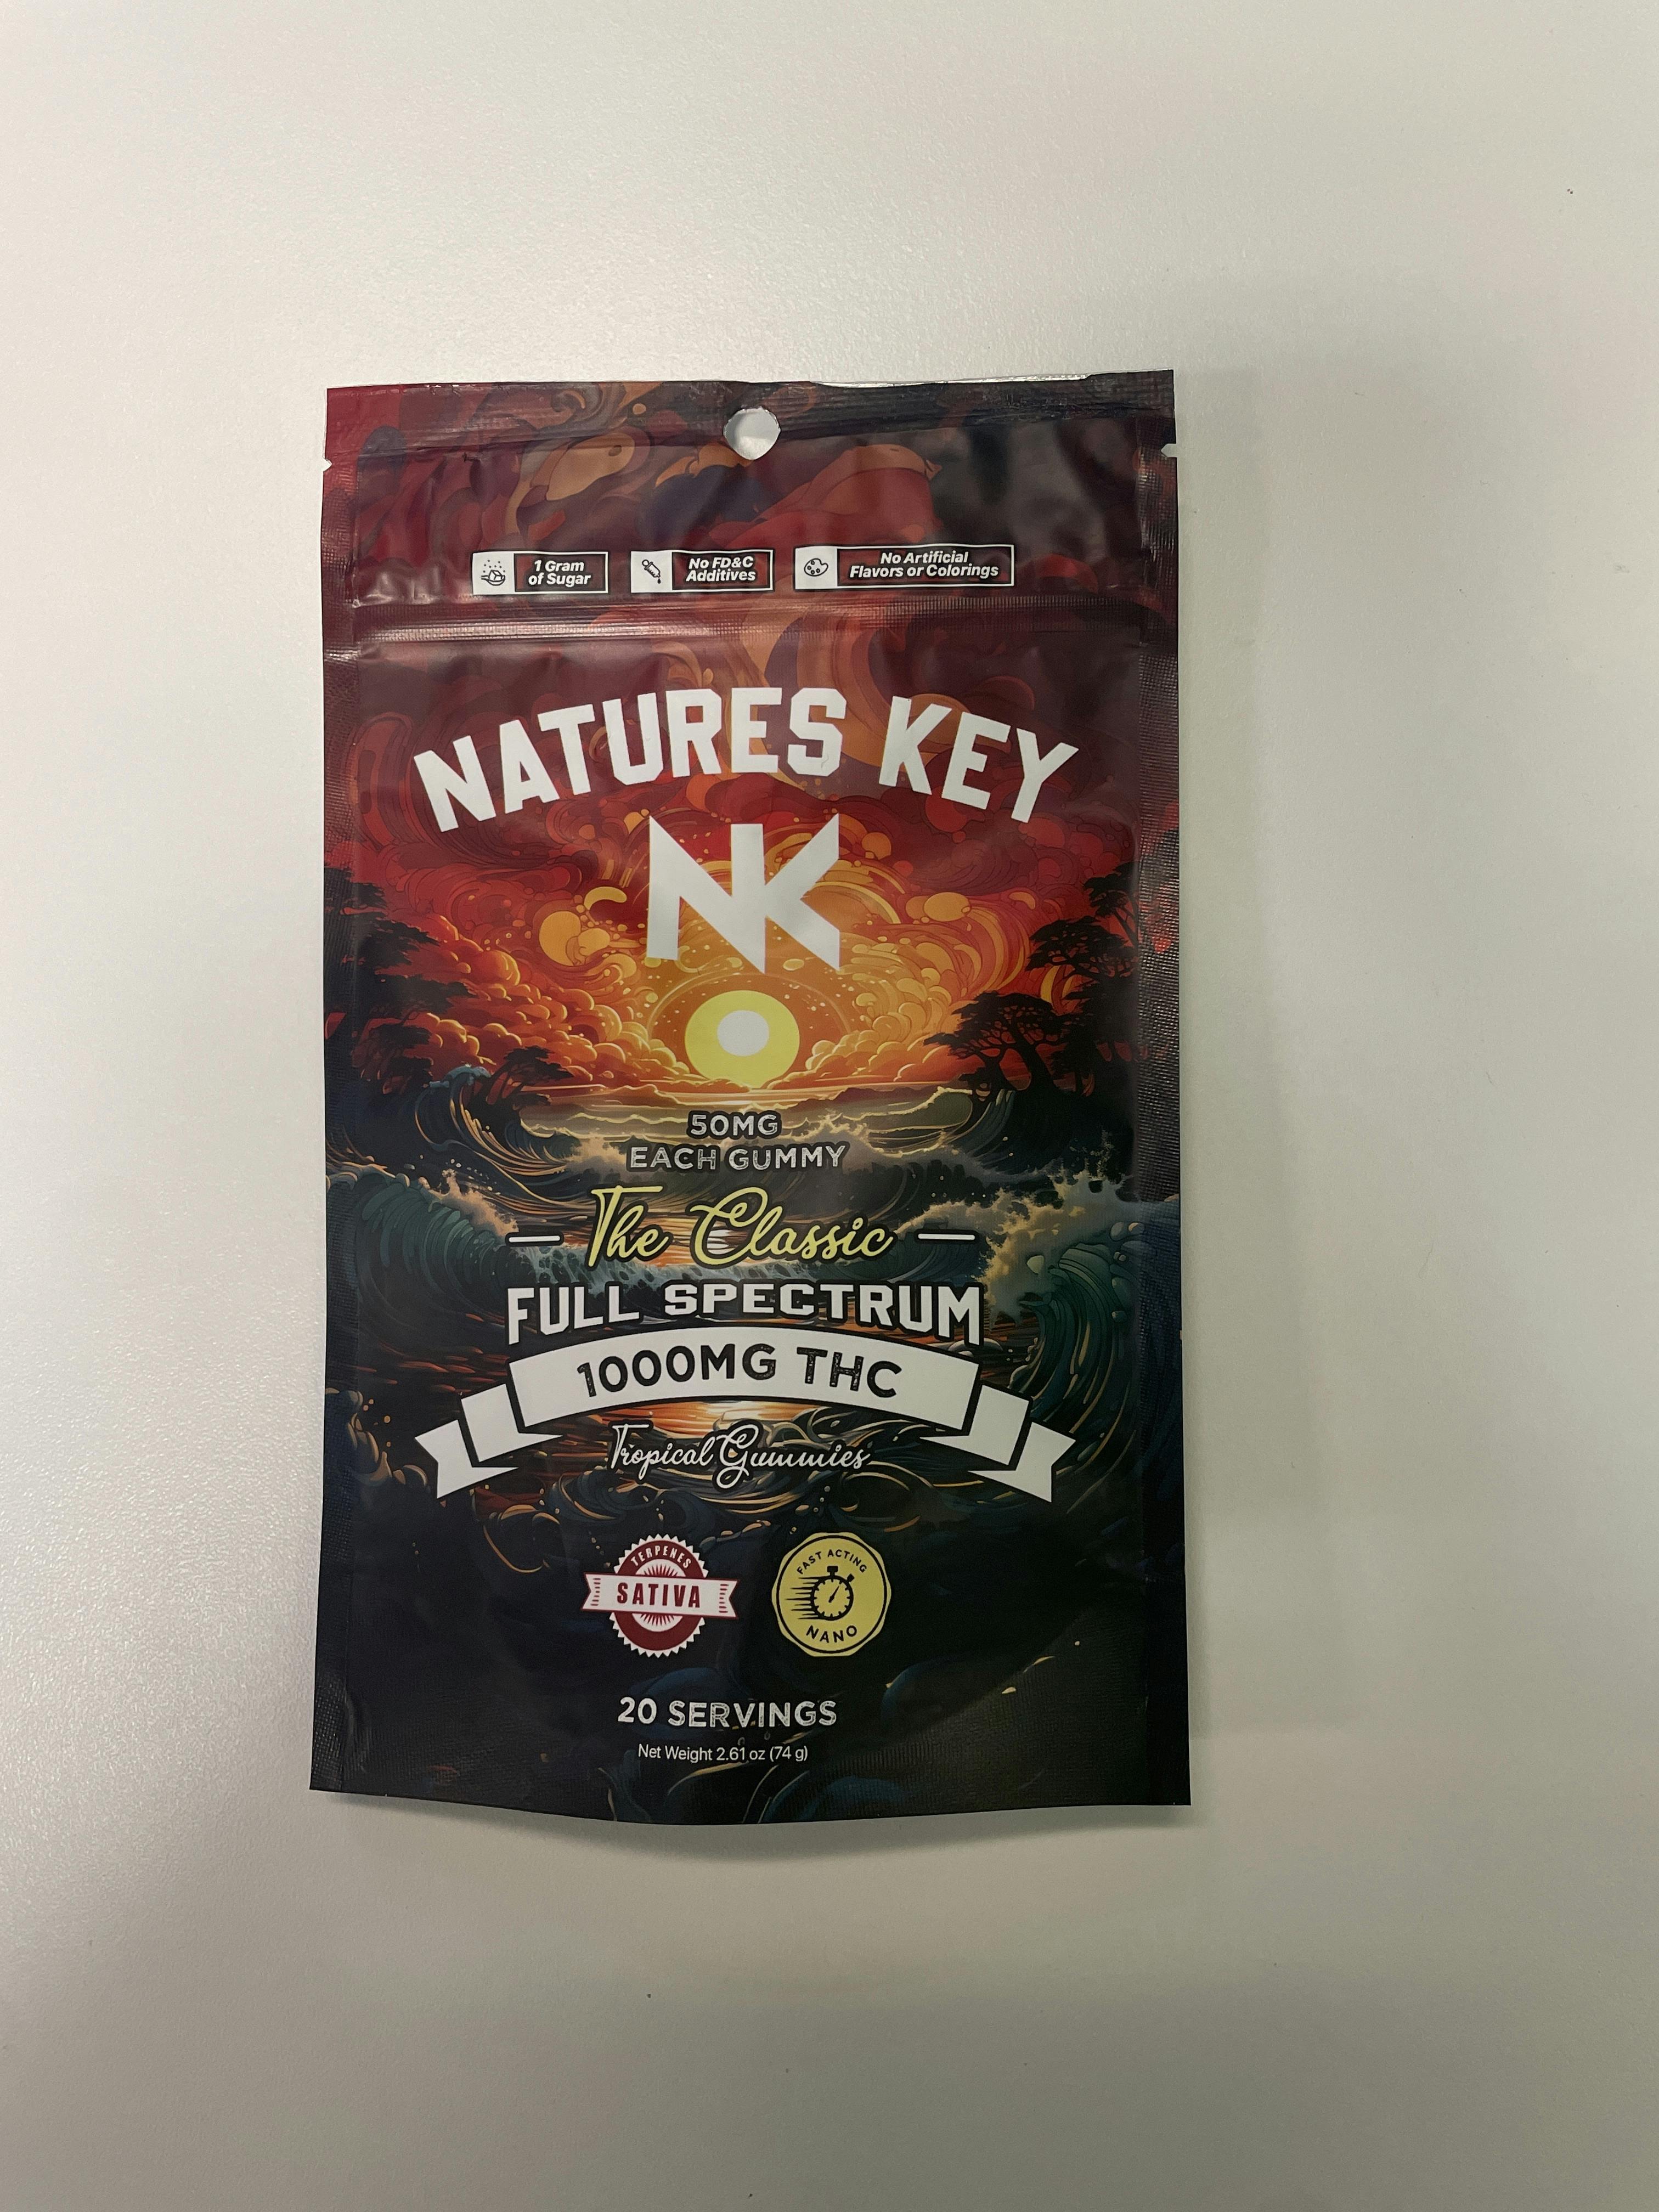 1 Gram
of Sugar
No FD&C
Additives
No Artificial
Flavors or Colorings
NATURES KEY
NK
50MG
EACH GUMMY
The Classic
FULL SPECTRUM
1000MG THC
Tropical Gummies
TERPENES
SATIVA
FAST ACTING
NANO
20 SERVINGS
Net Weight 2.61 oz (74 g)